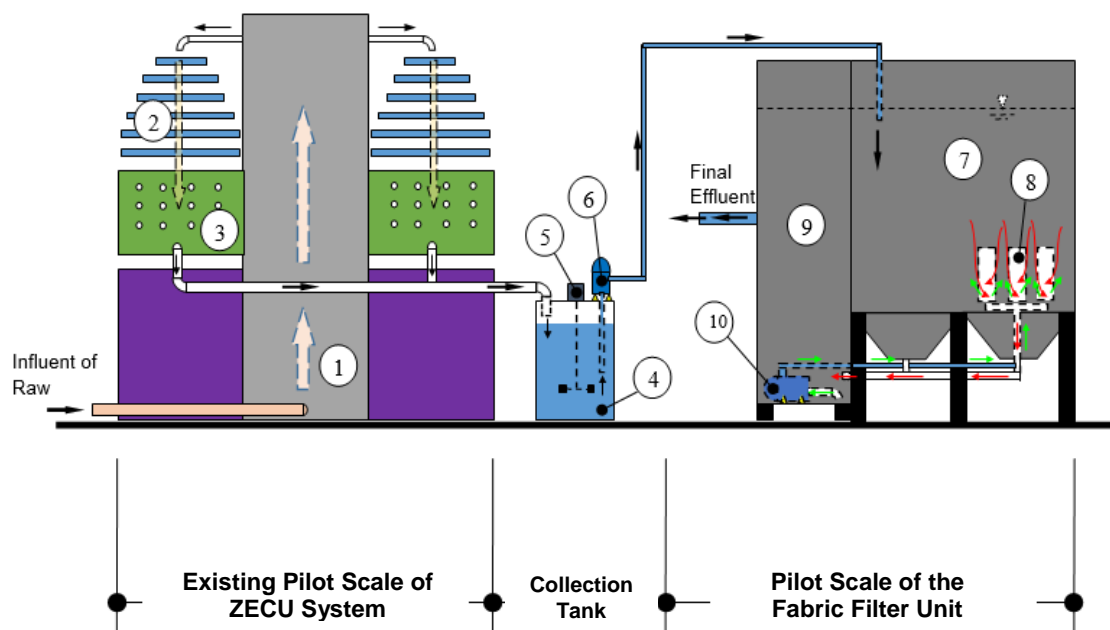 2
3
1
Influent of
Raw
5
6
4
Final
Effluent
7
8
9
10
Existing Pilot Scale of
ZECU System
Collection
Tank
Pilot Scale of the
Fabric Filter Unit